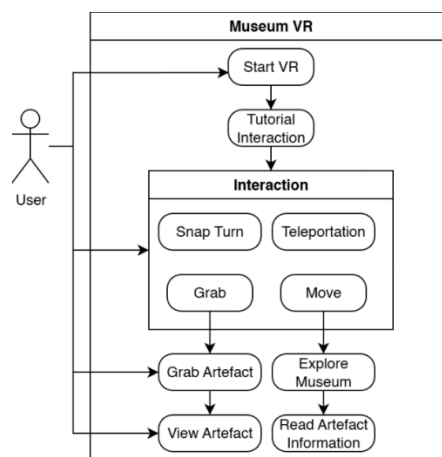 Museum VR
Start VR
Tutorial
Interaction
User
Interaction
Snap Turn
Teleportation
Grab
Move
Grab Artefact
Explore
Museum
View Artefact
Read Artefact
Information